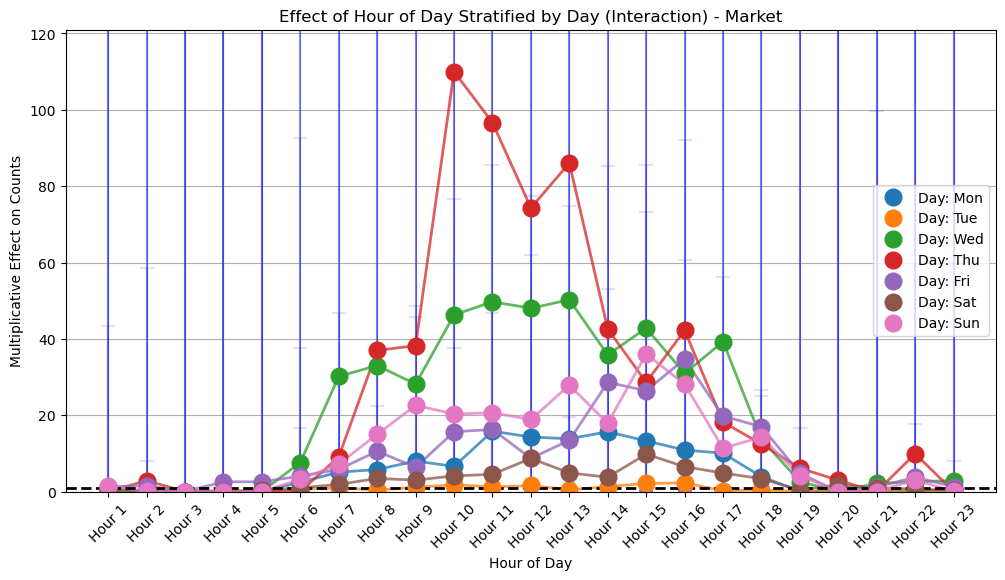 Effect of Hour of Day Stratified by Day (Interaction) - Market
Multiplicative Effect on Counts
120
100
80
60
40
20
0
Day: Mon
Day: Tue
Day: Wed
Day: Thu
Day: Fri
Day: Sat
Day: Sun
Hour 1
Hour 2
Hour 3
Hour 4
Hour 5
Hour 6
Hour 7
Hour 8
Hour 9
Hour 10
Hour 11
Hour 12
Hour 13
Hour 14
Hour 15
Hour 16
Hour 17
Hour 18
Hour 19
Hour 20
Hour 21
Hour 22
Hour 23
Hour of Day